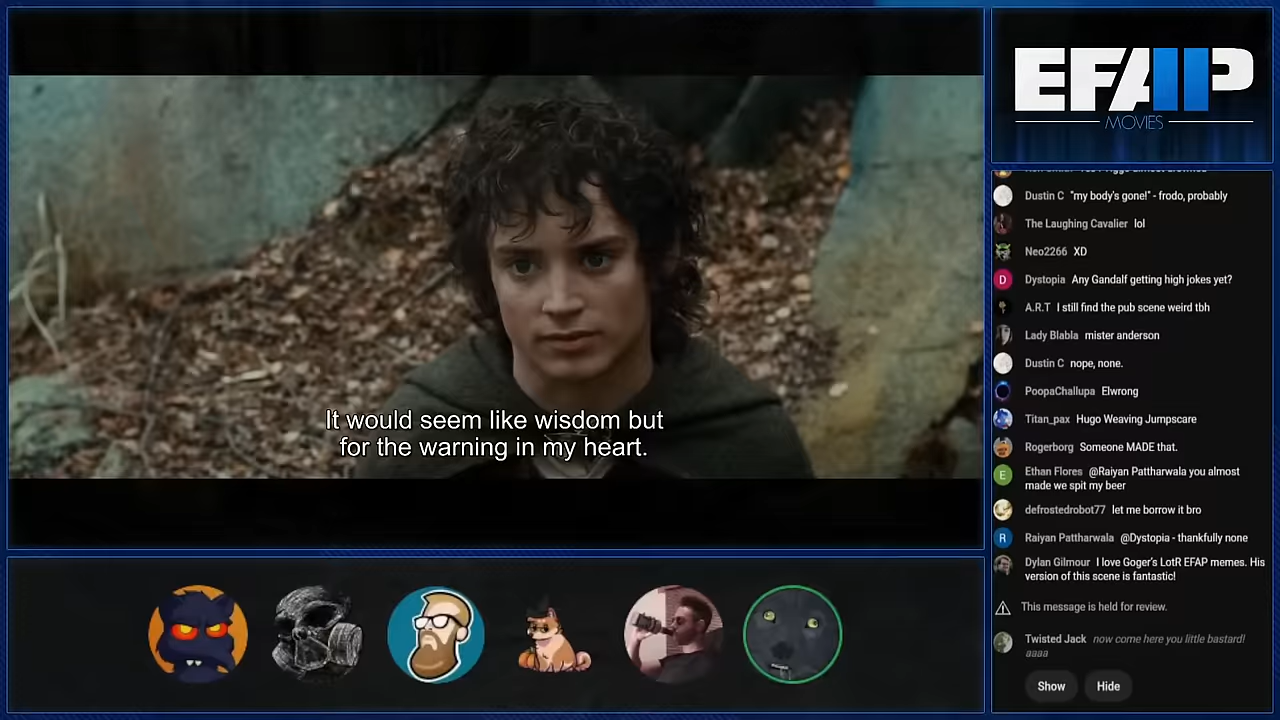 It would seem like wisdom but
for the warning in my heart.
EFAP
MOVIES
Dustin C "my body's gone!" - frodo, probably
The Laughing Cavalier lol
Neo2266 XD
D Dystopia Any Gandalf getting high jokes yet?
A.R.T I still find the pub scene weird tbh
Lady Blabla mister anderson
Dustin C nope, none.
PoopaChallupa Elwrong
Titan_pax Hugo Weaving Jumpscare
Rogerborg Someone MADE that.
E Ethan Flores @Raiyan Pattharwala you almost
made we spit my beer
defrostedrobot77 let me borrow it bro
R Raiyan Pattharwala @Dystopia - thankfully none
Dylan Gilmour I love Goger's LotR EFAP memes. His
version of this scene is fantastic!
This message is held for review.
Twisted Jack now come here you little bastard!
aaaa
Show Hide